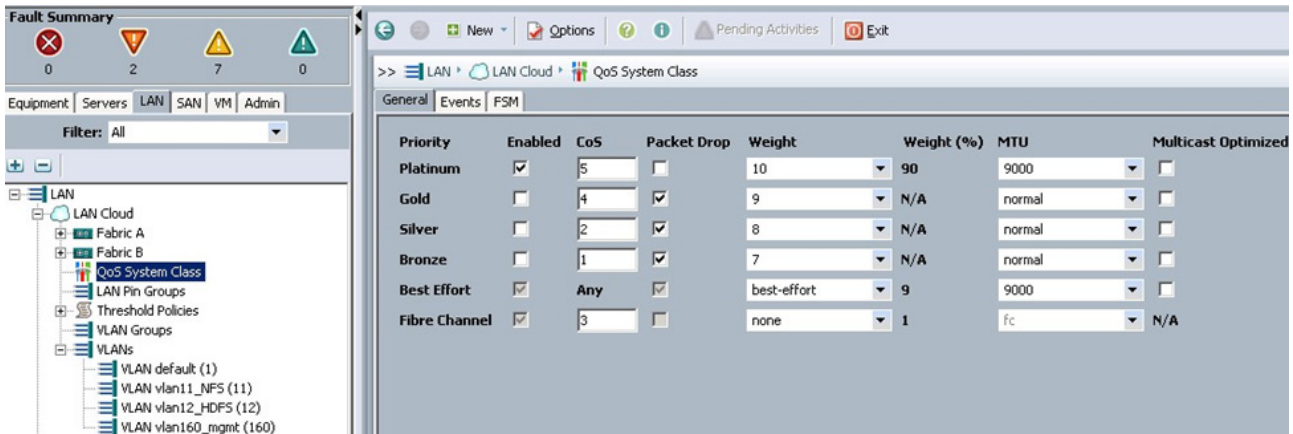 Fault Summary
0 2 7 0
Equipment Servers LAN SAN VM Admin
Filter: All
LAN
LAN Cloud
Fabric A
Fabric B
QoS System Class
LAN Pin Groups
Threshold Policies
VLAN Groups
VLANs
VLAN default (1)
VLAN vlan11_NFS (11)
VLAN vlan12_HDFS (12)
VLAN vlan160_mgmt (160)
New Options Pending Activities Exit
>> LAN LAN Cloud QoS System Class
General Events FSM
Priority Enabled CoS Packet Drop Weight Weight (%) MTU Multicast Optimized
Platinum 5 10 90 9000
Gold 4 9 N/A normal
Silver 2 8 N/A normal
Bronze 1 7 N/A normal
Best Effort Any best-effort 9 9000
Fibre Channel 3 none 1 fc N/A